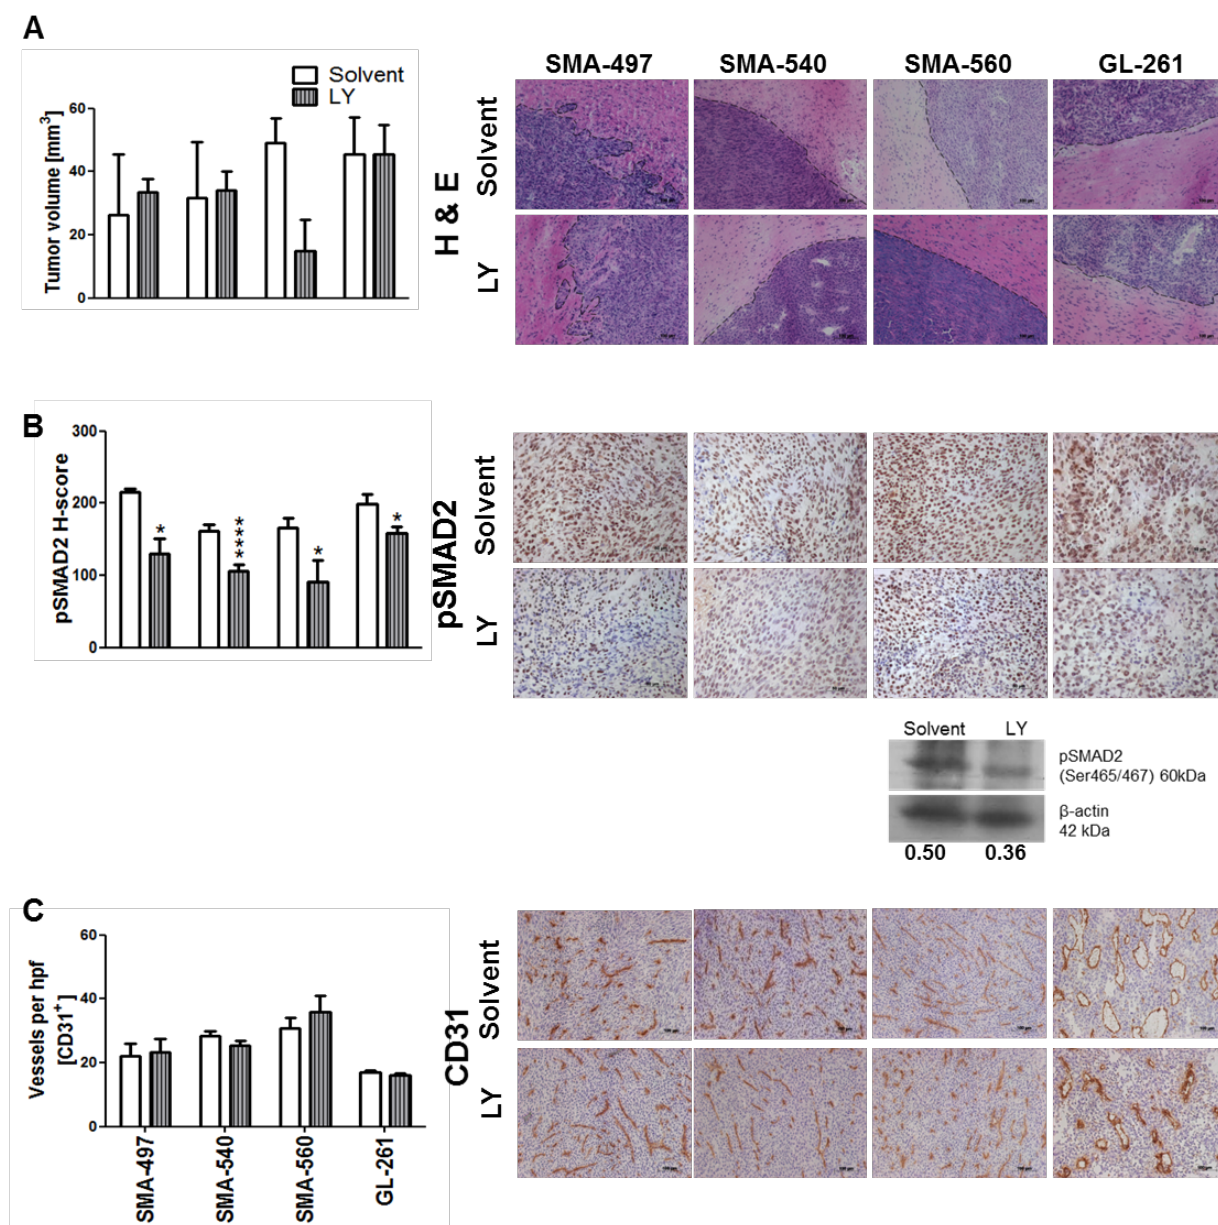 A
Solvent
LY
60
40
20
0
Tumor volume [mm³]
SMA-497 SMA-540 SMA-560 GL-261
H & E
Solvent
LY
B
300
200
100
0
pSMAD2 H-score
*
****
*
*
pSMAD2
Solvent
LY
Solvent LY
pSMAD2
(Ser465/467) 60kDa
β-actin
42 kDa
0.50 0.36
C
60
40
20
0
Vessels per hpf
[CD31⁺]
SMA-497
SMA-540
SMA-560
GL-261
CD31
Solvent
LY